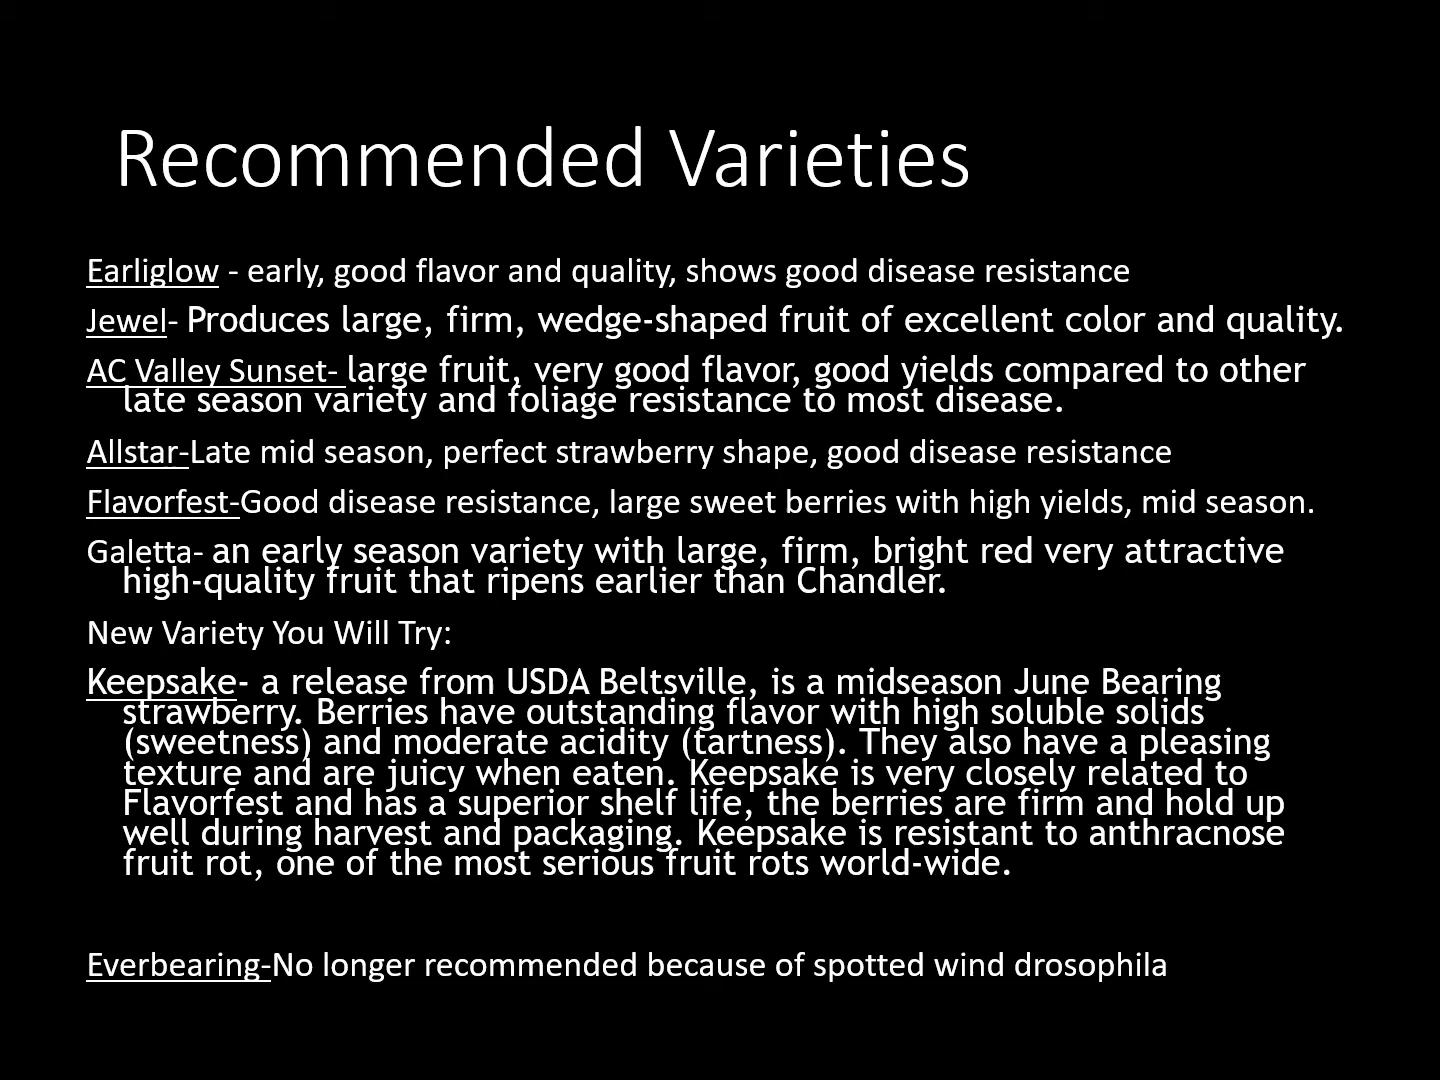 Recommended Varieties
Earliglow - early, good flavor and quality, shows good disease resistance
Jewel- Produces large, firm, wedge-shaped fruit of excellent color and quality.
AC Valley Sunset- large fruit, very good flavor, good yields compared to other
late season variety and foliage resistance to most disease.
Allstar-Late mid season, perfect strawberry shape, good disease resistance
Flavorfest-Good disease resistance, large sweet berries with high yields, mid season.
Galetta- an early season variety with large, firm, bright red very attractive
high-quality fruit that ripens earlier than Chandler.
New Variety You Will Try:
Keepsake- a release from USDA Beltsville, is a midseason June Bearing
strawberry. Berries have outstanding flavor with high soluble solids
(sweetness) and moderate acidity (tartness). They also have a pleasing
texture and are juicy when eaten. Keepsake is very closely related to
Flavorfest and has a superior shelf life, the berries are firm and hold up
well during harvest and packaging. Keepsake is resistant to anthracnose
fruit rot, one of the most serious fruit rots world-wide.
Everbearing-No longer recommended because of spotted wind drosophila